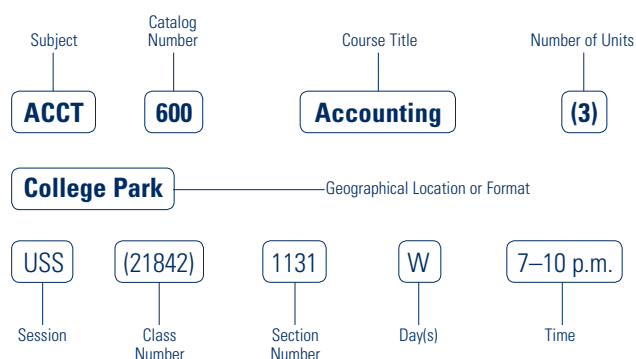 Subject
Catalog
Number
Course Title
Number of Units
ACCT
600
Accounting
(3)
College Park
Geographical Location or Format
USS
(21842)
1131
W
7–10 p.m.
Session
Class
Number
Section
Number
Day(s)
Time